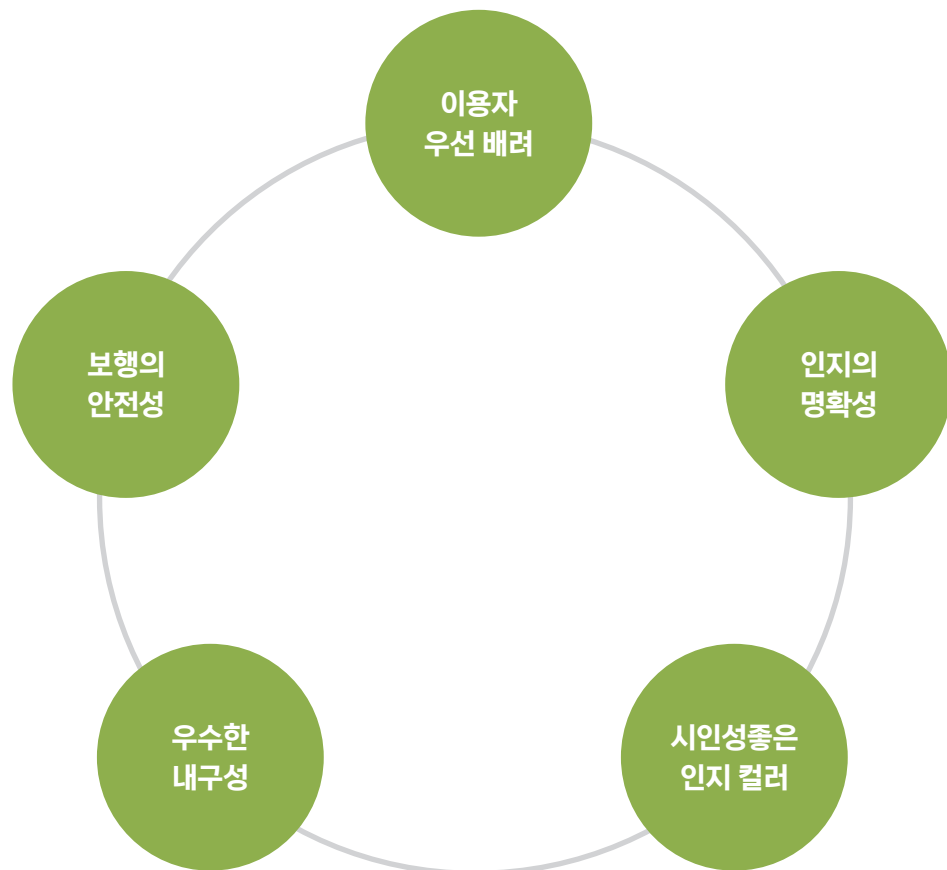 이용자
우선 배려
보행의
안전성
인지의
명확성
우수한
내구성
시인성좋은
인지 컬러